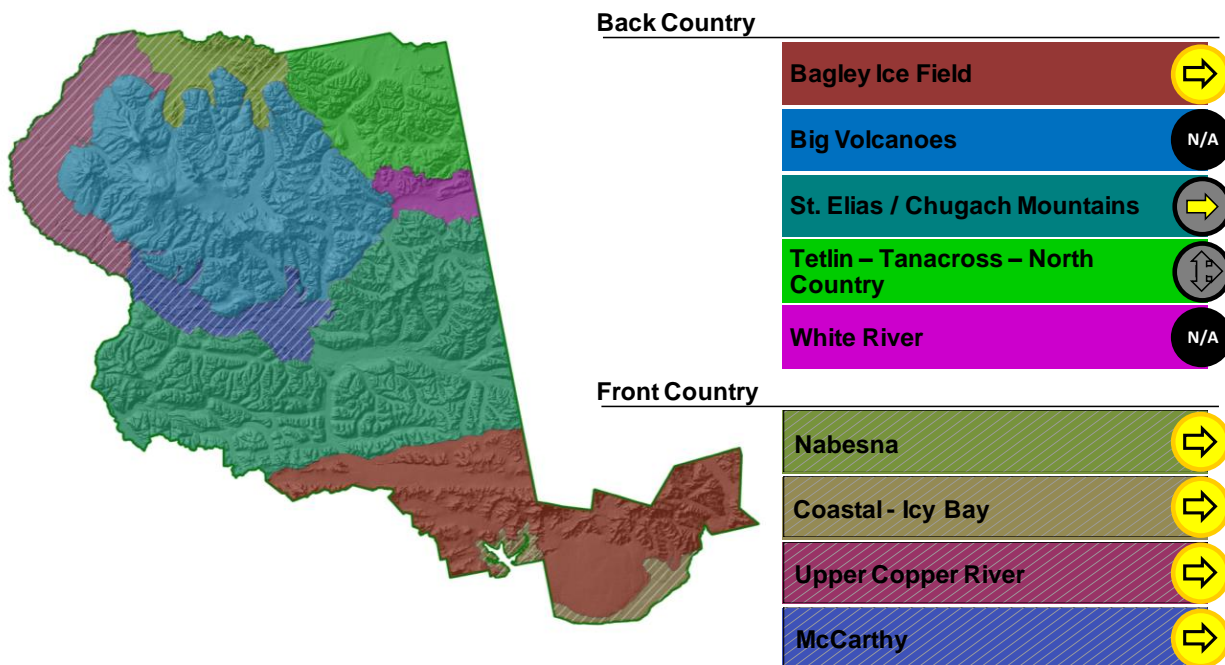 Back Country
Bagley Ice Field
Big Volcanoes
N/A
St. Elias / Chugach Mountains
Tetlin – Tanacross – North
Country
White River
N/A
Front Country
Nabesna
Coastal - Icy Bay
Upper Copper River
McCarthy